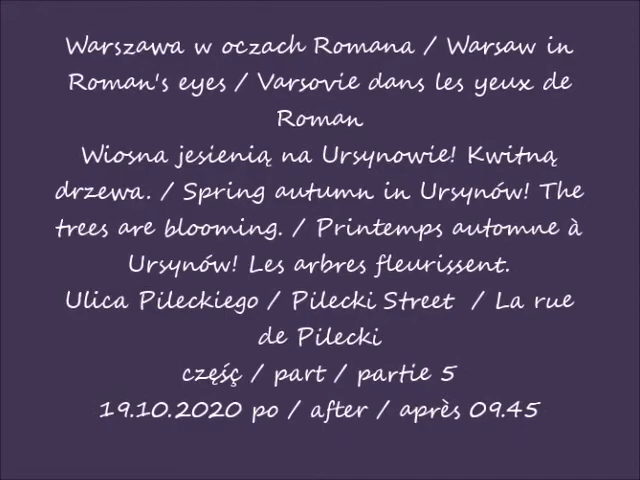 Warszawa w oczach Romana / Warsaw in
Roman's eyes / Varsovie dans les yeux de
Roman
Wiosna jesienią na Ursynowie! Kwitną
drzewa. / Spring autumn in Ursynów! The
trees are blooming. / Printemps automne à
Ursynów! Les arbres fleurissent.
Ulica Pileckiego / Pilecki Street / La rue
de Pilecki
częśç / part / partie 5
19.10.2020 po / after / après 09.45